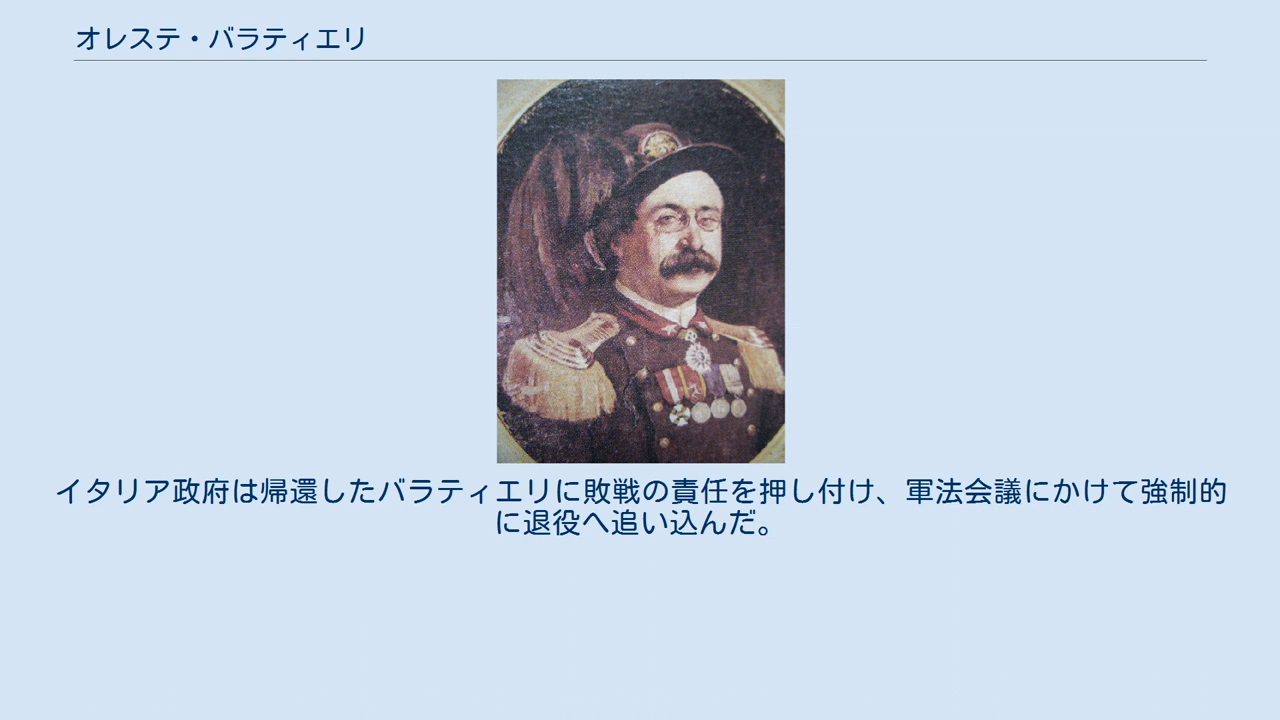 オレステ・バラティエリ
イタリア政府は帰還したバラティエリに敗戦の責任を押し付け、軍法会議にかけて強制的
に退役へ追い込んだ。